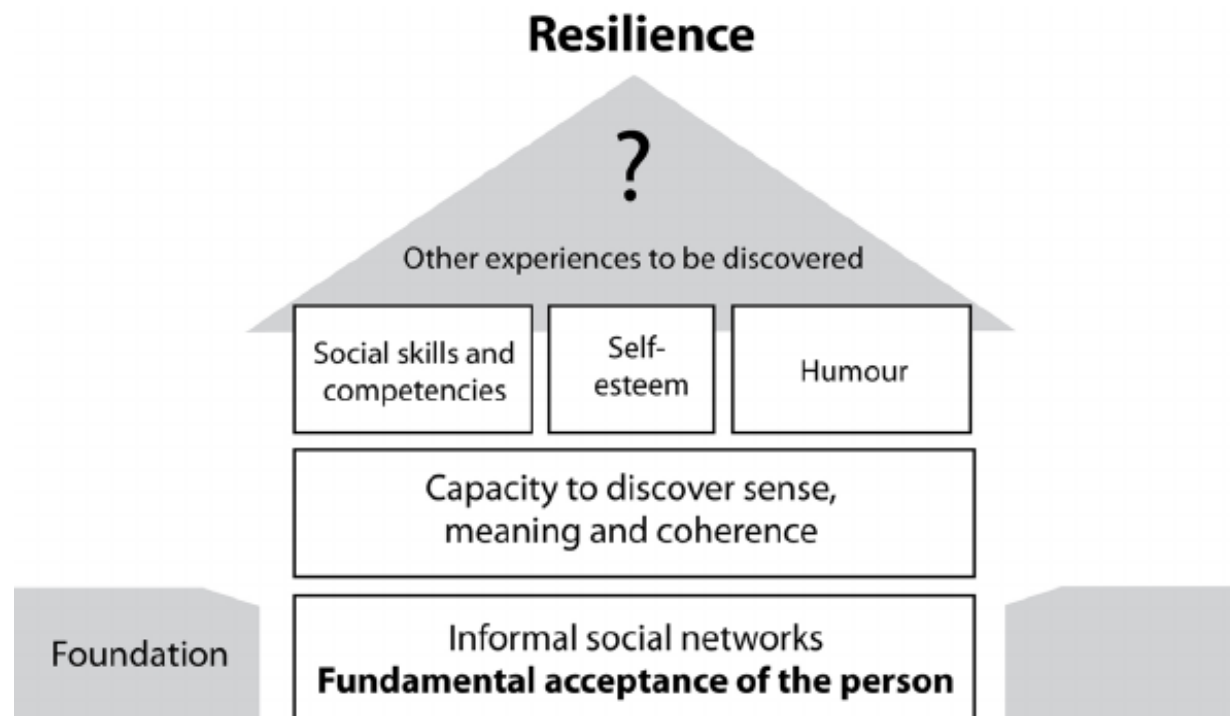 Resilience
?
Other experiences to be discovered
Social skills and
competencies
Self-
esteem
Humour
Capacity to discover sense,
meaning and coherence
Foundation
Informal social networks
Fundamental acceptance of the person